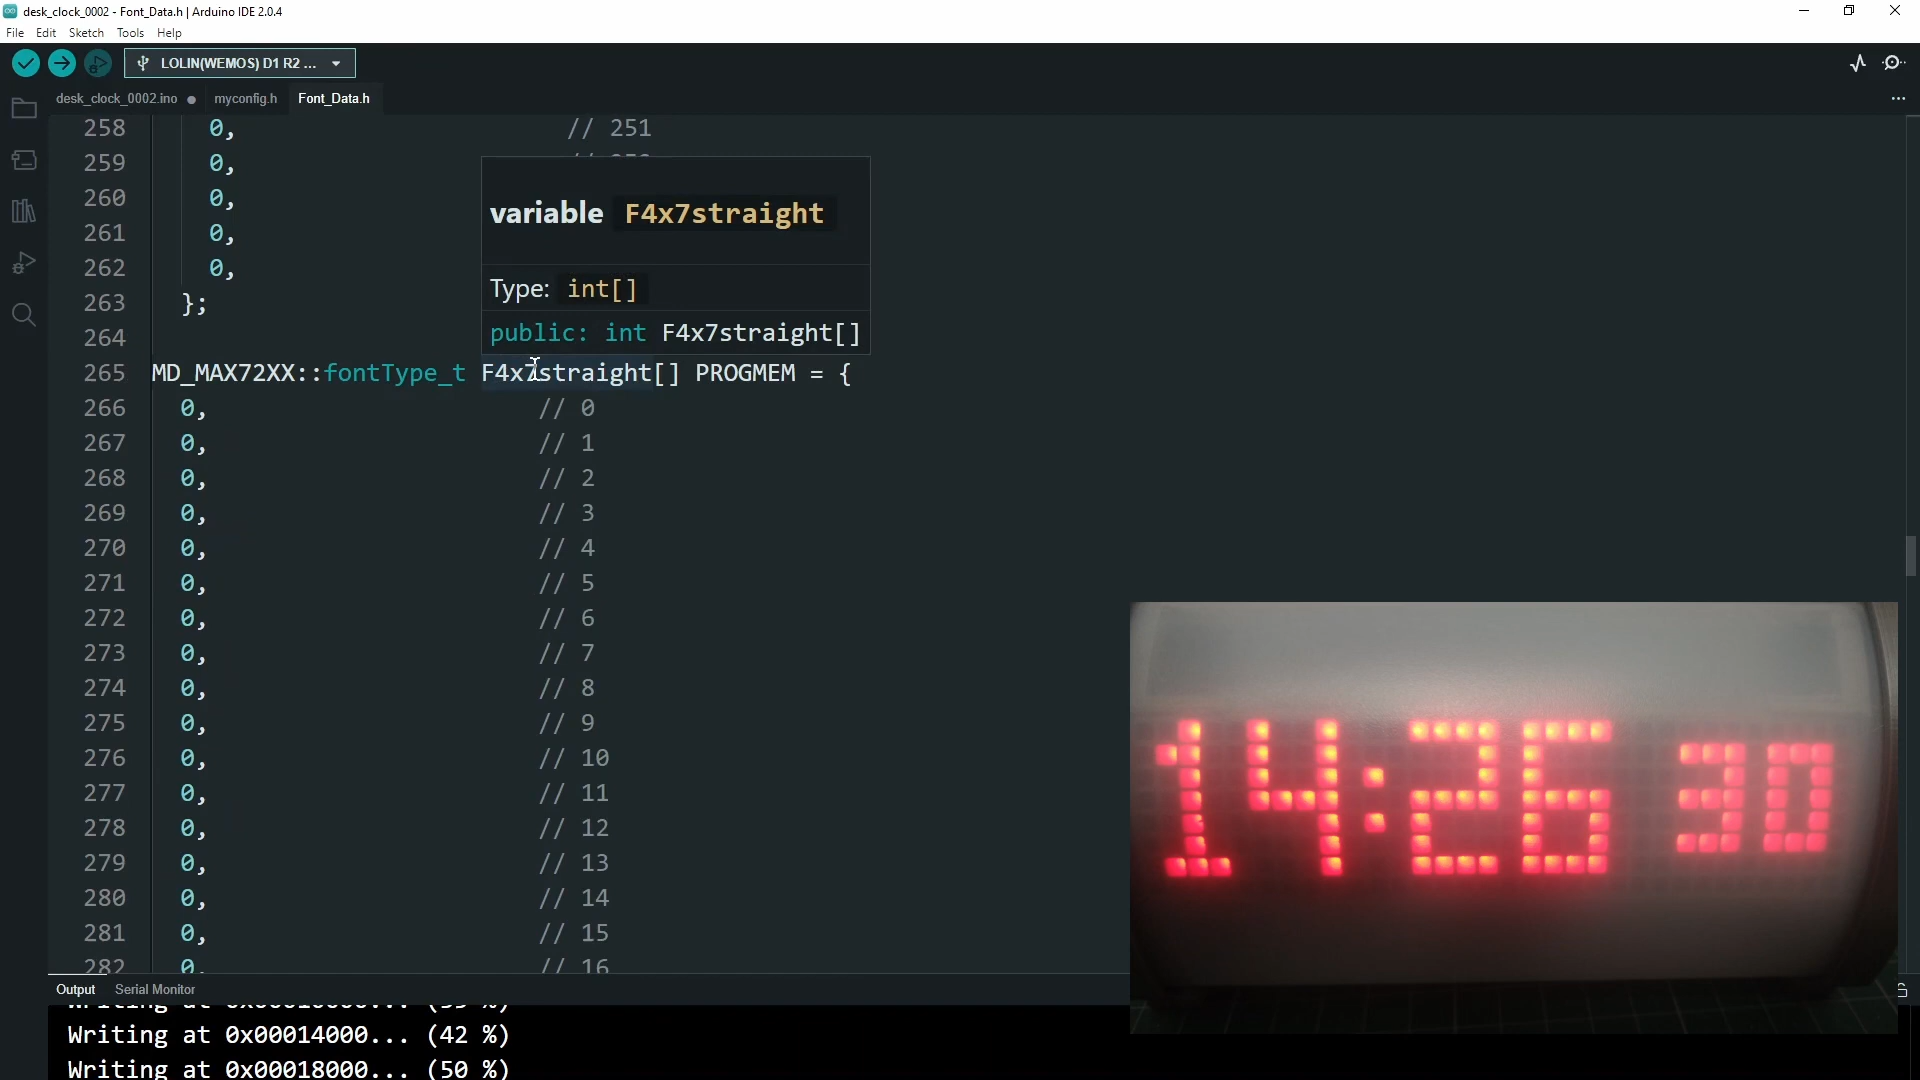 desk_clock_0002 - Font_Data.h | Arduino IDE 2.0.4
File Edit Sketch Tools Help
LOLIN(WEMOS) D1 R2 ...
desk_clock_0002.ino myconfig.h Font_Data.h
258 0, // 251
259 0,
260 0,
261 0,
262 0,
263 };
264
variable F4x7straight
Type: int[]
public: int F4x7straight[]
265 MD_MAX72XX::fontType_t F4x7straight[] PROGMEM = {
266 0, // 0
267 0, // 1
268 0, // 2
269 0, // 3
270 0, // 4
271 0, // 5
272 0, // 6
273 0, // 7
274 0, // 8
275 0, // 9
276 0, // 10
277 0, // 11
278 0, // 12
279 0, // 13
280 0, // 14
281 0, // 15
282 0, // 16
14:26 30
Output Serial Monitor
Writing at 0x00014000... (42 %)
Writing at 0x00018000... (50 %)